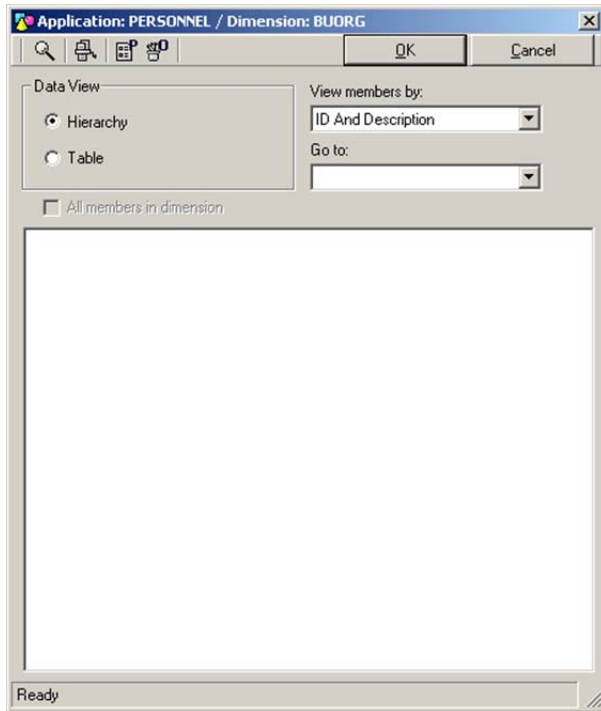 Application: PERSONNEL / Dimension: BUORG
OK
Cancel
Data View
View members by:
Hierarchy
ID And Description
Go to:
Table
All members in dimension
Ready